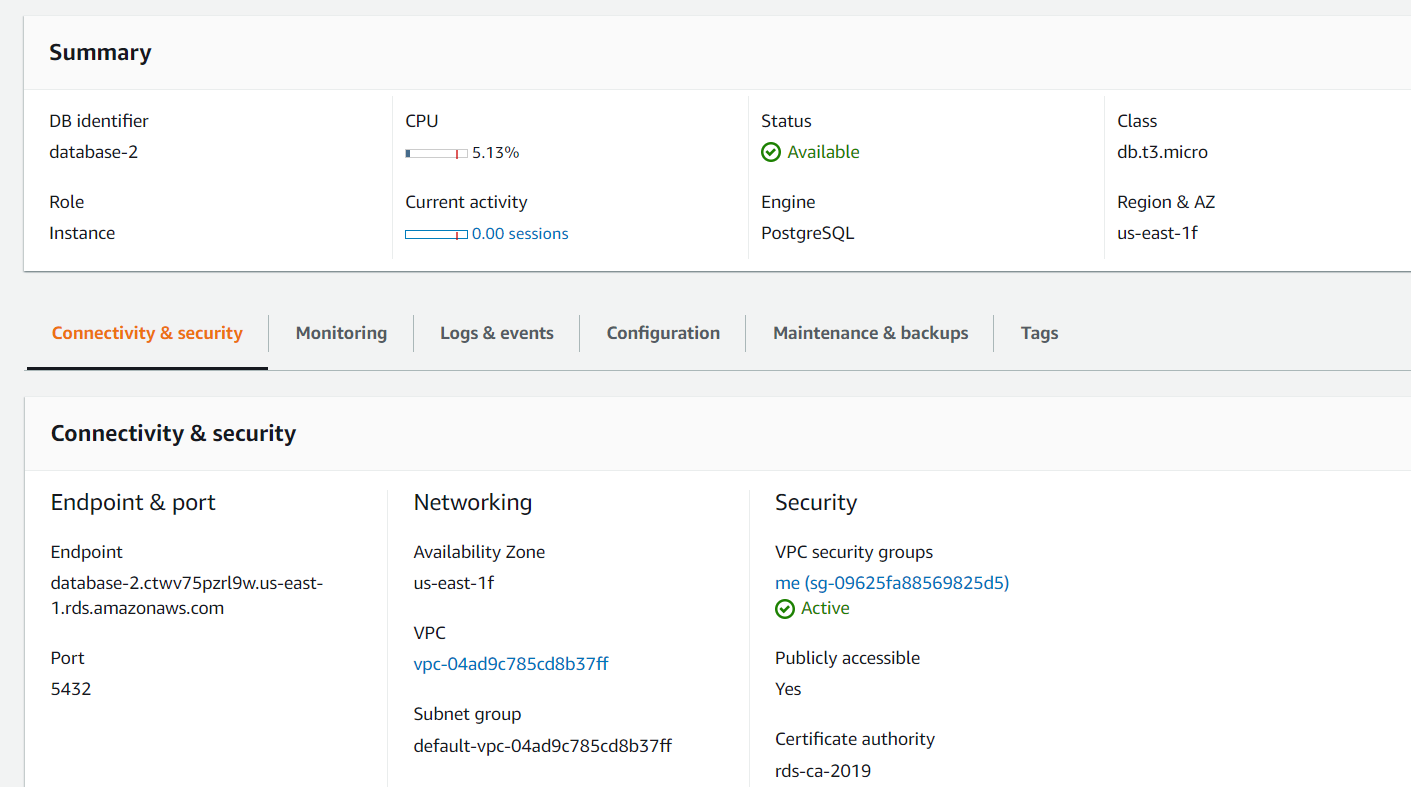 Summary
DB identifier
database-2
CPU
5.13%
Status
Available
Class
db.t3.micro
Role
Instance
Current activity
0.00 sessions
Engine
PostgreSQL
Region & AZ
us-east-1f
Connectivity & security
Monitoring
Logs & events
Configuration
Maintenance & backups
Tags
Connectivity & security
Endpoint & port
Endpoint
database-2.ctwv75pzrl9w.us-east-
1.rds.amazonaws.com
Port
5432
Networking
Availability Zone
us-east-1f
VPC
vpc-04ad9c785cd8b37ff
Subnet group
default-vpc-04ad9c785cd8b37ff
Security
VPC security groups
me (sg-09625fa88569825d5)
Active
Publicly accessible
Yes
Certificate authority
rds-ca-2019